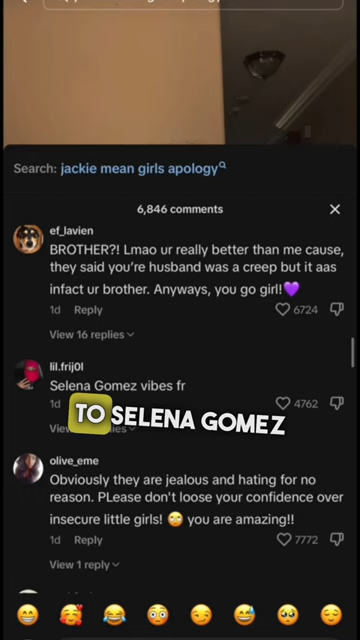 Search: jackie mean girls apology
6,846 comments
ef_lavien
BROTHER?! Lmao ur really better than me cause,
they said you're husband was a creep but it aas
infact ur brother. Anyways, you go girl!💜
1d Reply 6724
View 16 replies
lil.frij0l
Selena Gomez vibes fr
1d 4762
TO SELENA GOMEZ
olive_eme
Obviously they are jealous and hating for no
reason. PLease don't loose your confidence over
insecure little girls! 🙄 you are amazing!!
1d Reply 7772
View 1 reply